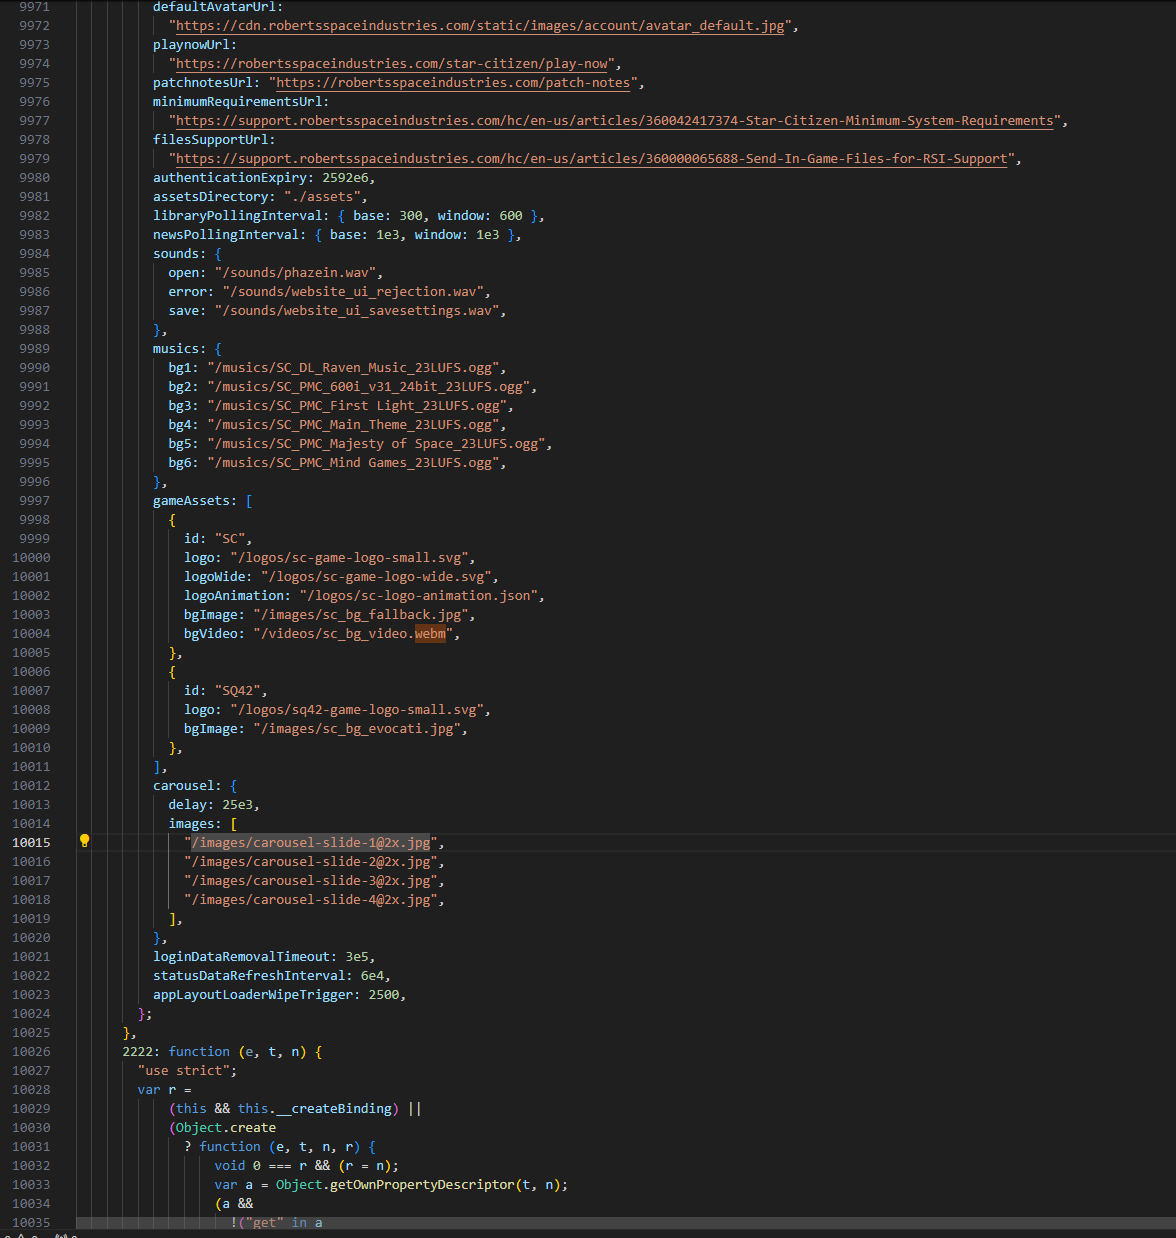 9971 defaultAvatarUrl:
9972 "https://cdn.robertsspaceindustries.com/static/images/account/avatar_default.jpg",
9973 playnowUrl:
9974 "https://robertsspaceindustries.com/star-citizen/play-now",
9975 patchnotesUrl: "https://robertsspaceindustries.com/patch-notes",
9976 minimumRequirementsUrl:
9977 "https://support.robertsspaceindustries.com/hc/en-us/articles/360042417374-Star-Citizen-Minimum-System-Requirements",
9978 filesSupportUrl:
9979 "https://support.robertsspaceindustries.com/hc/en-us/articles/360000065688-Send-In-Game-Files-for-RSI-Support",
9980 authenticationExpiry: 2592e6,
9981 assetsDirectory: "./assets",
9982 libraryPollingInterval: { base: 300, window: 600 },
9983 newsPollingInterval: { base: 1e3, window: 1e3 },
9984 sounds: {
9985 open: "/sounds/phazein.wav",
9986 error: "/sounds/website_ui_rejection.wav",
9987 save: "/sounds/website_ui_savesettings.wav",
9988 },
9989 musics: {
9990 bg1: "/musics/SC_DL_Raven_Music_23LUFS.ogg",
9991 bg2: "/musics/SC_PMC_600i_v31_24bit_23LUFS.ogg",
9992 bg3: "/musics/SC_PMC_First Light_23LUFS.ogg",
9993 bg4: "/musics/SC_PMC_Main_Theme_23LUFS.ogg",
9994 bg5: "/musics/SC_PMC_Majesty of Space_23LUFS.ogg",
9995 bg6: "/musics/SC_PMC_Mind Games_23LUFS.ogg",
9996 },
9997 gameAssets: [
9998 {
9999 id: "SC",
10000 logo: "/logos/sc-game-logo-small.svg",
10001 logoWide: "/logos/sc-game-logo-wide.svg",
10002 logoAnimation: "/logos/sc-logo-animation.json",
10003 bgImage: "/images/sc_bg_fallback.jpg",
10004 bgVideo: "/videos/sc_bg_video.webm",
10005 },
10006 {
10007 id: "SQ42",
10008 logo: "/logos/sq42-game-logo-small.svg",
10009 bgImage: "/images/sc_bg_evocati.jpg",
10010 },
10011 ],
10012 carousel: {
10013 delay: 25e3,
10014 images: [
10015 "/images/carousel-slide-1@2x.jpg",
10016 "/images/carousel-slide-2@2x.jpg",
10017 "/images/carousel-slide-3@2x.jpg",
10018 "/images/carousel-slide-4@2x.jpg",
10019 ],
10020 },
10021 loginDataRemovalTimeout: 3e5,
10022 statusDataRefreshInterval: 6e4,
10023 appLayoutLoaderWipeTrigger: 2500,
10024 };
10025 },
10026 2222: function (e, t, n) {
10027 "use strict";
10028 var r =
10029 (this && this.__createBinding) ||
10030 (Object.create
10031 ? function (e, t, n, r) {
10032 void 0 === r && (r = n);
10033 var a = Object.getOwnPropertyDescriptor(t, n);
10034 (a &&
10035 !("get" in a